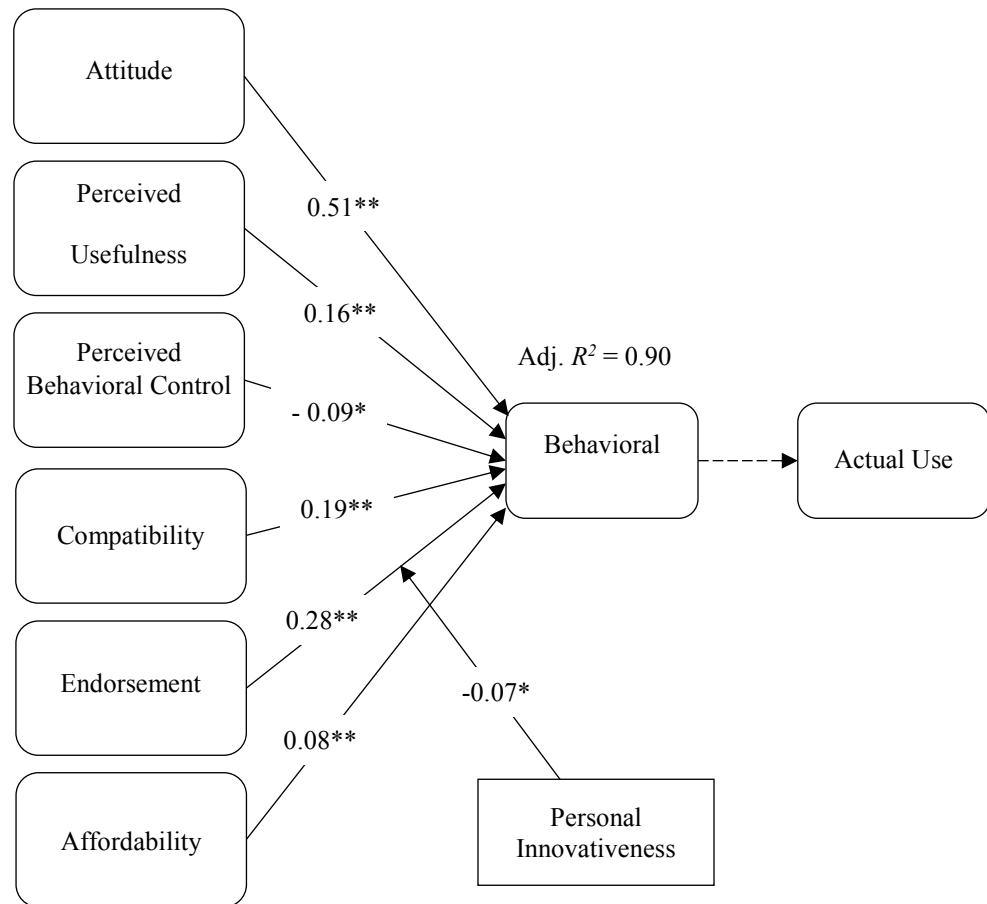 Attitude
Perceived
Usefulness
0.51**
0.16**
Perceived
Behavioral Control
- 0.09*
Adj. R² = 0.90
Behavioral
Actual Use
Compatibility
0.19**
Endorsement
0.28**
-0.07*
Affordability
0.08**
Personal
Innovativeness